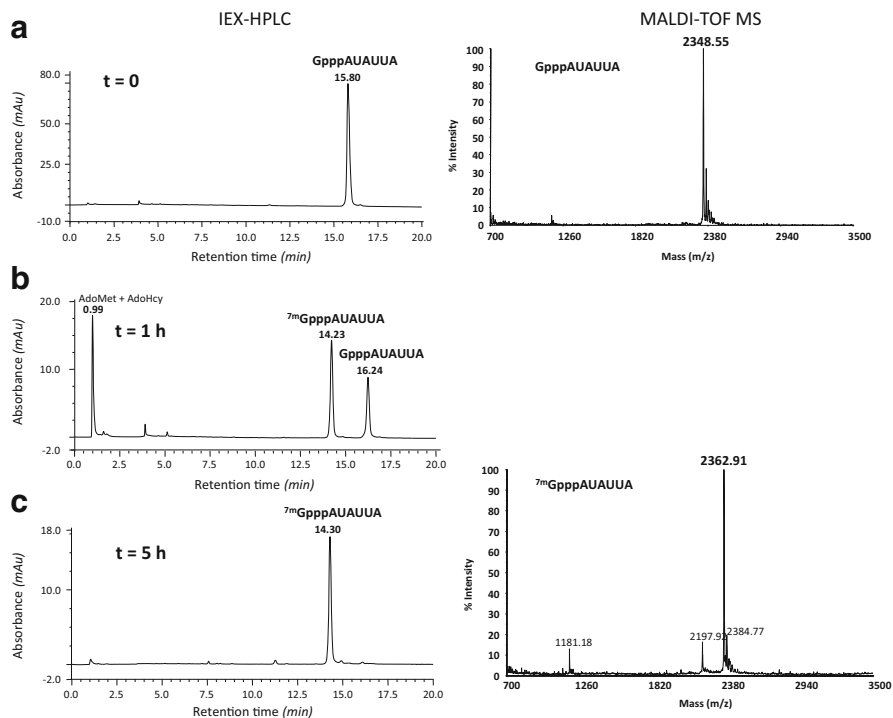 IEX-HPLC
MALDI-TOF MS
a
t = 0
GpppAUAUUA
15.80
Absorbance (mAu)
80.0
50.0
25.0
-10.0
0.0 2.5 5.0 7.5 10.0 12.5 15.0 17.5 20.0
Retention time (min)
2348.55
GpppAUAUUA
% Intensity
100
90
80
70
60
50
40
30
20
10
0
700 1260 1820 2380 2940 3500
Mass (m/z)
b
AdoMet + AdoHcy
0.99
t = 1 h
7mGpppAUAUUA
14.23
GpppAUAUUA
16.24
Absorbance (mAu)
20.0
10.0
-2.0
0.0 2.5 5.0 7.5 10.0 12.5 15.0 17.5 20.0
Retention time (min)
c
t = 5 h
7mGpppAUAUUA
14.30
Absorbance (mAu)
18.0
10.0
-2.0
0.0 2.5 5.0 7.5 10.0 12.5 15.0 17.5 20.0
Retention time (min)
2362.91
7mGpppAUAUUA
% Intensity
100
90
80
70
60
50
40
30
20
10
0
1181.18
2197.92
2384.77
700 1260 1820 2380 2940 3500
Mass (m/z)